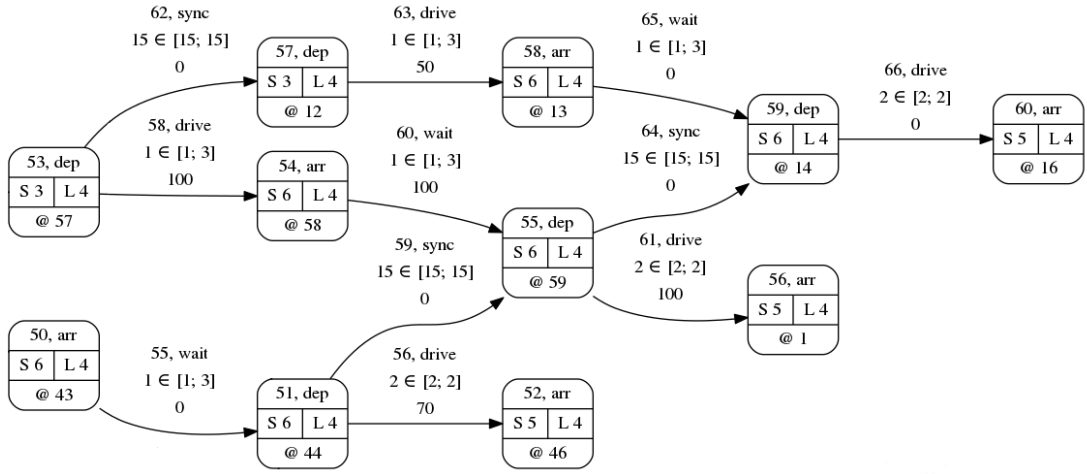 62, sync
15 ∈ [15; 15]
0
63, drive
1 ∈ [1; 3]
50
65, wait
1 ∈ [1; 3]
0
57, dep
S 3 L 4
@ 12
58, arr
S 6 L 4
@ 13
66, drive
2 ∈ [2; 2]
0
59, dep
S 6 L 4
@ 14
60, arr
S 5 L 4
@ 16
58, drive
1 ∈ [1; 3]
100
60, wait
1 ∈ [1; 3]
100
64, sync
15 ∈ [15; 15]
0
53, dep
S 3 L 4
@ 57
54, arr
S 6 L 4
@ 58
55, dep
S 6 L 4
@ 59
59, sync
15 ∈ [15; 15]
0
61, drive
2 ∈ [2; 2]
100
56, arr
S 5 L 4
@ 1
50, arr
S 6 L 4
@ 43
55, wait
1 ∈ [1; 3]
0
56, drive
2 ∈ [2; 2]
70
51, dep
S 6 L 4
@ 44
52, arr
S 5 L 4
@ 46